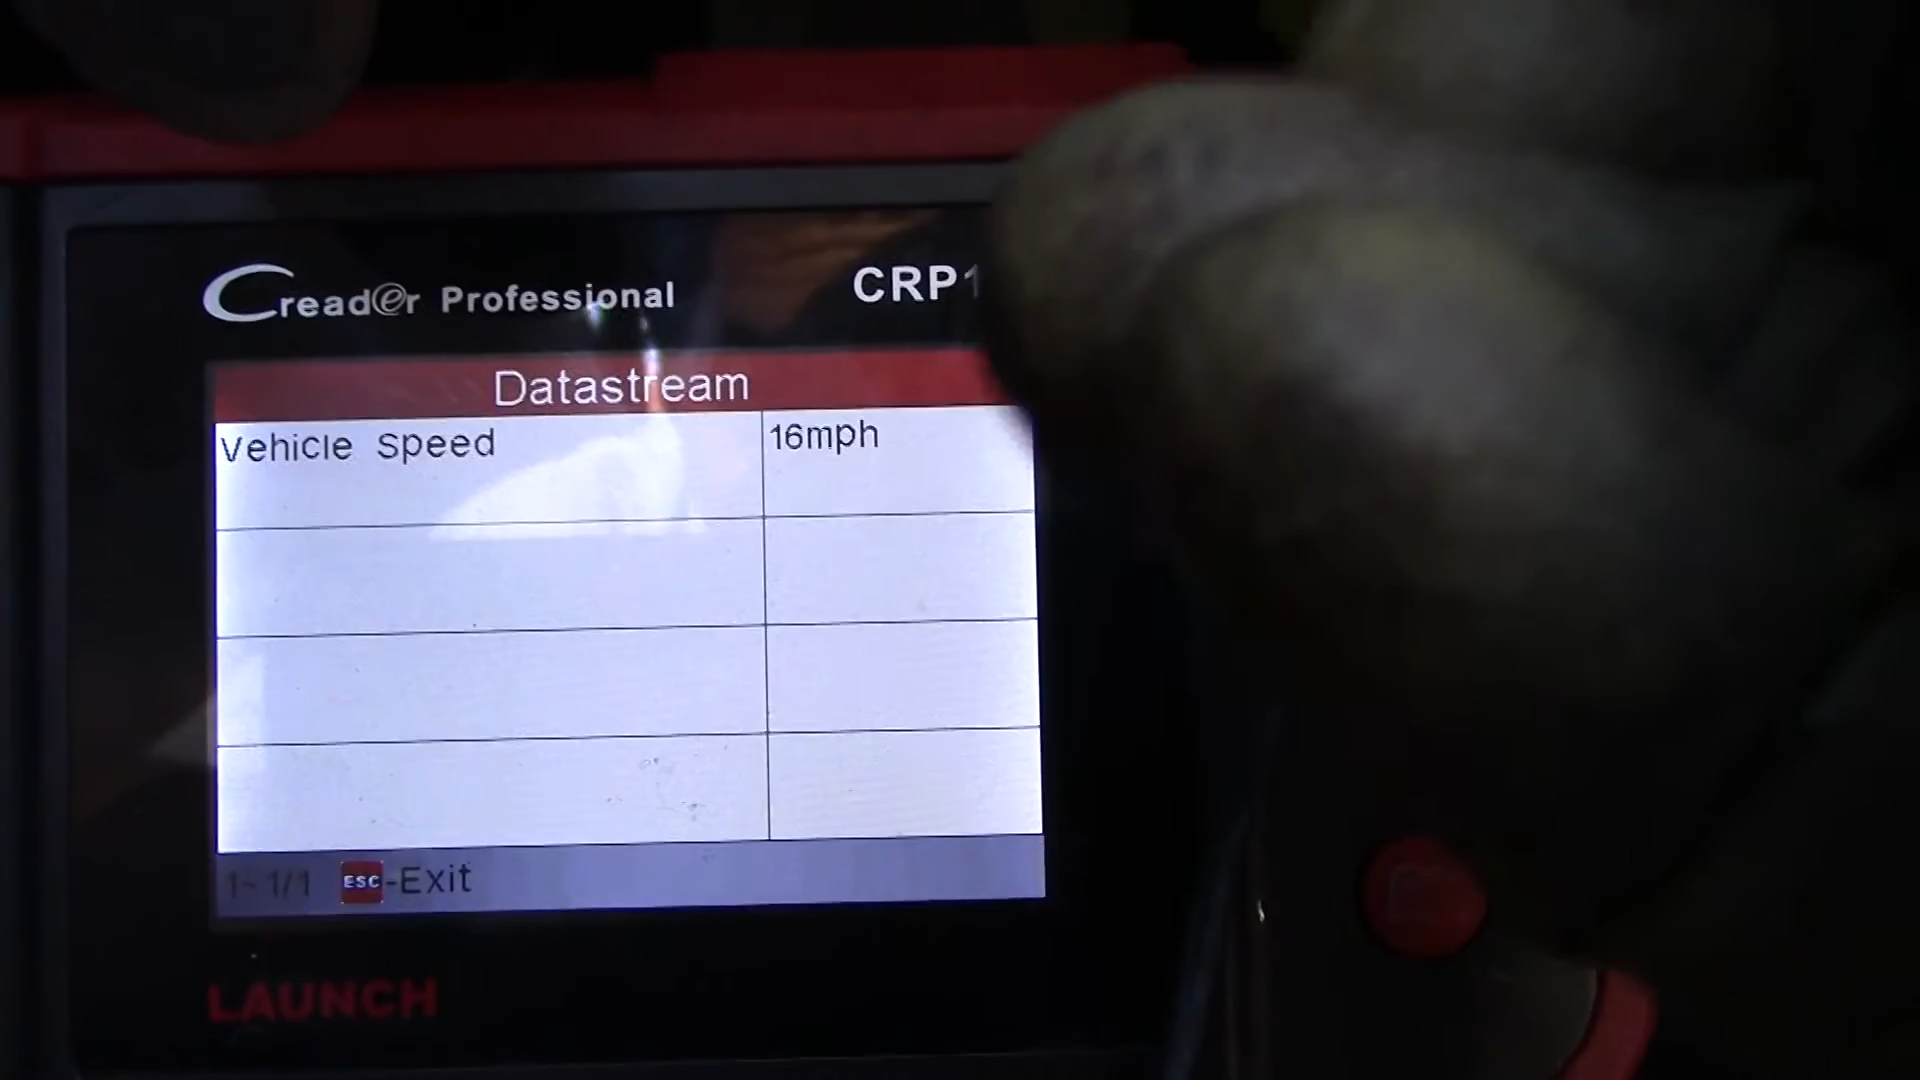 Creader Professional CRP1
Datastream
Vehicle Speed 16mph
1~1/1 ESC-Exit
LAUNCH